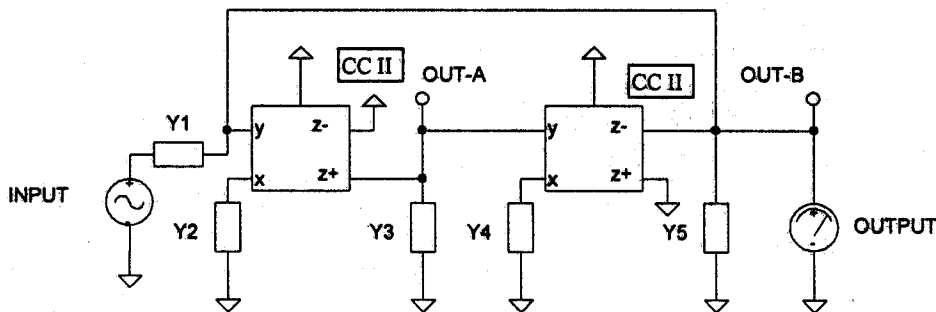 CC II
OUT-A
CC II
OUT-B
Y1
y
z-
y
z-
x
z+
x
z+
INPUT
Y2
Y3
Y4
Y5
OUTPUT